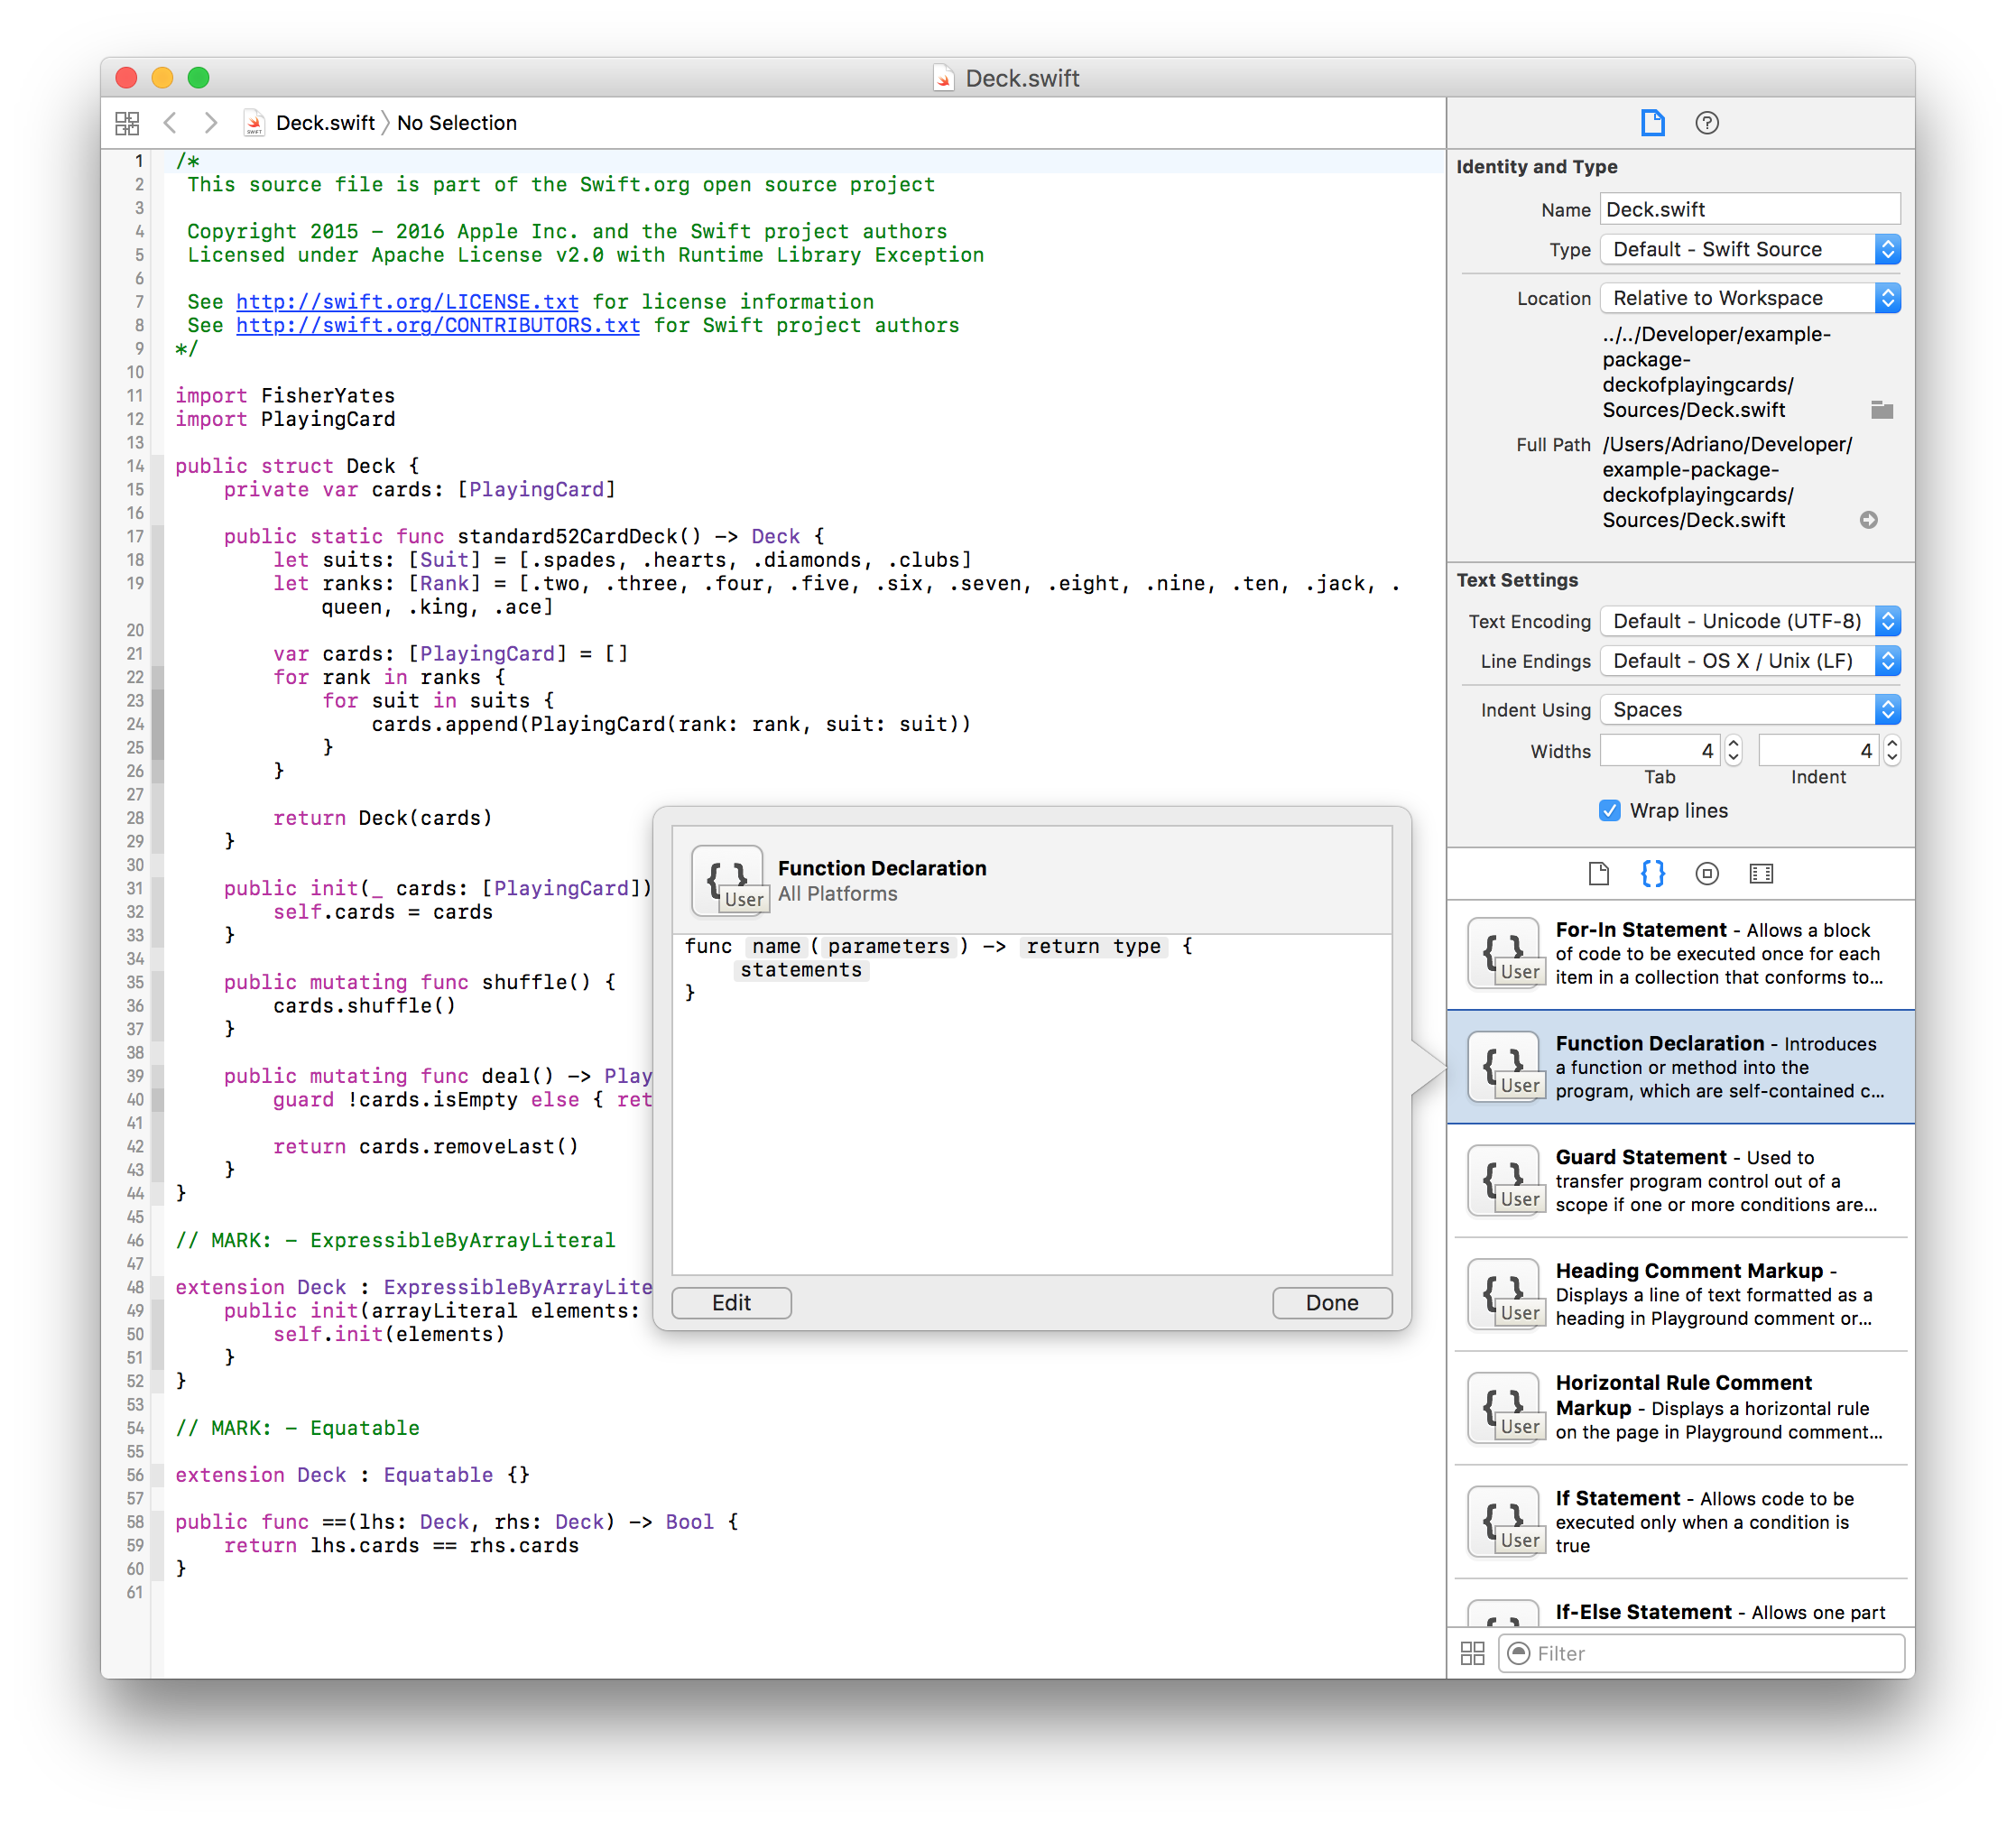 Deck.swift
Deck.swift 〉 No Selection
1 /*
2 This source file is part of the Swift.org open source project
3
4 Copyright 2015 – 2016 Apple Inc. and the Swift project authors
5 Licensed under Apache License v2.0 with Runtime Library Exception
6
7 See http://swift.org/LICENSE.txt for license information
8 See http://swift.org/CONTRIBUTORS.txt for Swift project authors
9 */
10
11 import FisherYates
12 import PlayingCard
13
14 public struct Deck {
15 private var cards: [PlayingCard]
16
17 public static func standard52CardDeck() -> Deck {
18 let suits: [Suit] = [.spades, .hearts, .diamonds, .clubs]
19 let ranks: [Rank] = [.two, .three, .four, .five, .six, .seven, .eight, .nine, .ten, .jack, .
queen, .king, .ace]
20
21 var cards: [PlayingCard] = []
22 for rank in ranks {
23 for suit in suits {
24 cards.append(PlayingCard(rank: rank, suit: suit))
25 }
26 }
27
28 return Deck(cards)
29 }
30
31 public init(_ cards: [PlayingCard])
32 self.cards = cards
33 }
34
35 public mutating func shuffle() {
36 cards.shuffle()
37 }
38
39 public mutating func deal() -> Play
40 guard !cards.isEmpty else { ret
41
42 return cards.removeLast()
43 }
44 }
45
46 // MARK: – ExpressibleByArrayLiteral
47
48 extension Deck : ExpressibleByArrayLite
49 public init(arrayLiteral elements:
50 self.init(elements)
51 }
52 }
53
54 // MARK: – Equatable
55
56 extension Deck : Equatable {}
57
58 public func ==(lhs: Deck, rhs: Deck) -> Bool {
59 return lhs.cards == rhs.cards
60 }
61
{ } User
Function Declaration
All Platforms
func name(parameters) -> return type {
statements
}
Edit
Done
Identity and Type
Name Deck.swift
Type Default - Swift Source
Location Relative to Workspace
../../Developer/example-
package-
deckofplayingcards/
Sources/Deck.swift
Full Path /Users/Adriano/Developer/
example-package-
deckofplayingcards/
Sources/Deck.swift
Text Settings
Text Encoding Default - Unicode (UTF-8)
Line Endings Default - OS X / Unix (LF)
Indent Using Spaces
Widths 4 4
Tab Indent
Wrap lines
{ } User
For-In Statement - Allows a block
of code to be executed once for each
item in a collection that conforms to...
{ } User
Function Declaration - Introduces
a function or method into the
program, which are self-contained c...
{ } User
Guard Statement - Used to
transfer program control out of a
scope if one or more conditions are...
{ } User
Heading Comment Markup -
Displays a line of text formatted as a
heading in Playground comment or...
{ } User
Horizontal Rule Comment
Markup - Displays a horizontal rule
on the page in Playground comment...
{ } User
If Statement - Allows code to be
executed only when a condition is
true
If-Else Statement - Allows one part
Filter